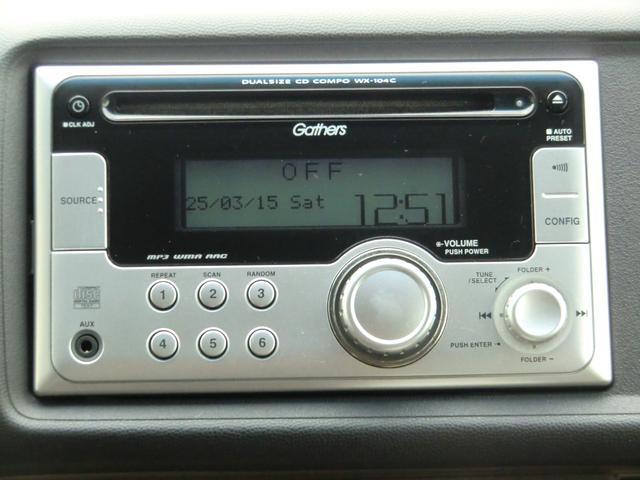 DUALSIZE CD COMPO WX-104C
CLK ADJ
Gathers
AUTO PRESET
OFF
25/03/15 Sat 12:51
SOURCE
CONFIG
MP3 WMA AAC
VOLUME
PUSH POWER
REPEAT SCAN RANDOM
1 2 3
4 5 6
AUX
TUNE /SELECT
FOLDER +
PUSH ENTER
FOLDER −